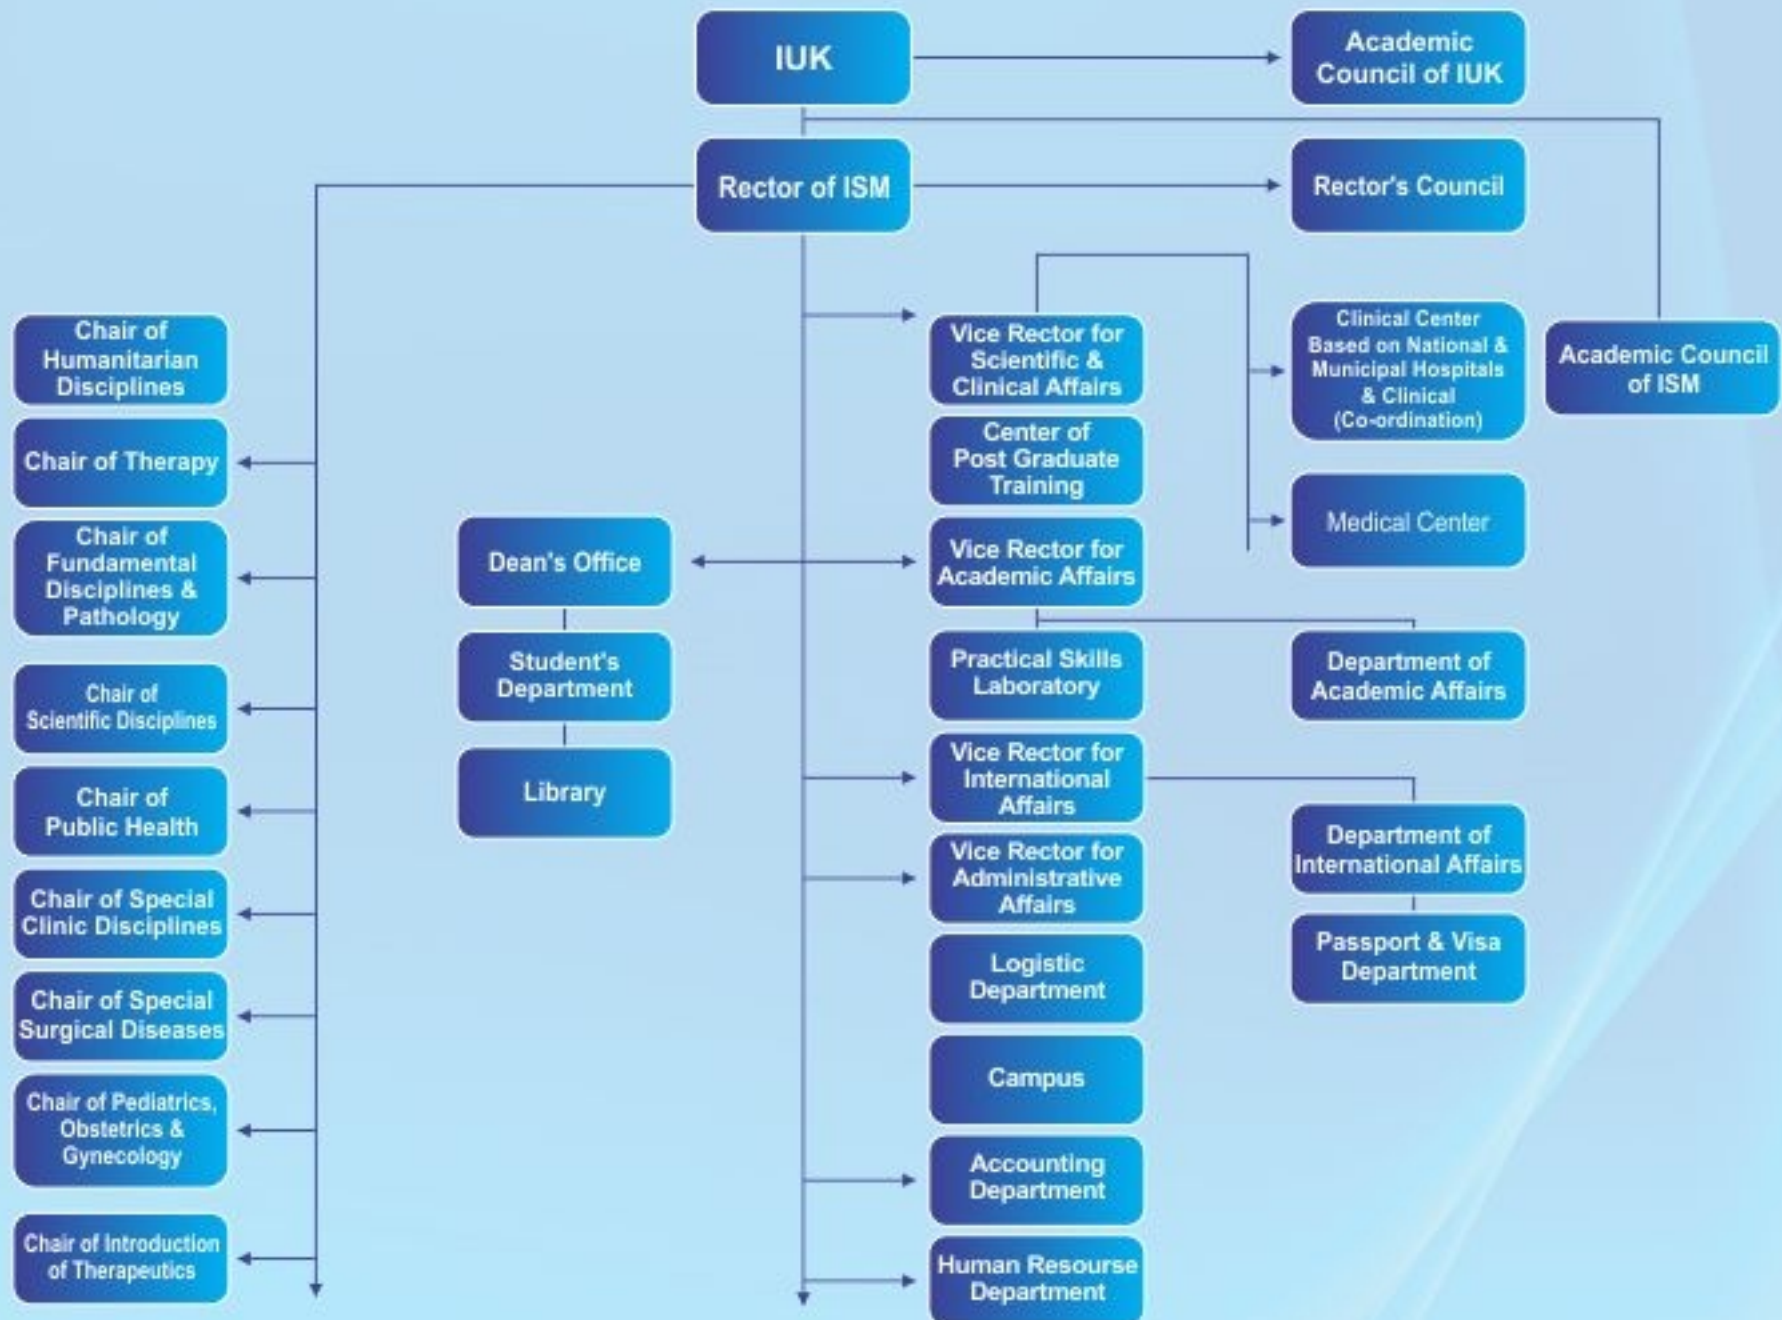 IUK
Academic
Council of IUK
Rector of ISM
Rector's Council
Chair of
Humanitarian
Disciplines
Chair of Therapy
Chair of
Fundamental
Disciplines &
Pathology
Chair of
Scientific Disciplines
Chair of
Public Health
Chair of Special
Clinic Disciplines
Chair of Special
Surgical Diseases
Chair of Pediatrics,
Obstetrics &
Gynecology
Chair of Introduction
of Therapeutics
Dean's Office
Student's
Department
Library
Vice Rector for
Scientific &
Clinical Affairs
Center of
Post Graduate
Training
Vice Rector for
Academic Affairs
Practical Skills
Laboratory
Vice Rector for
International
Affairs
Vice Rector for
Administrative
Affairs
Logistic
Department
Campus
Accounting
Department
Human Resourse
Department
Clinical Center
Based on National &
Municipal Hospitals
& Clinical
(Co-ordination)
Medical Center
Department of
Academic Affairs
Department of
International Affairs
Passport & Visa
Department
Academic Council
of ISM